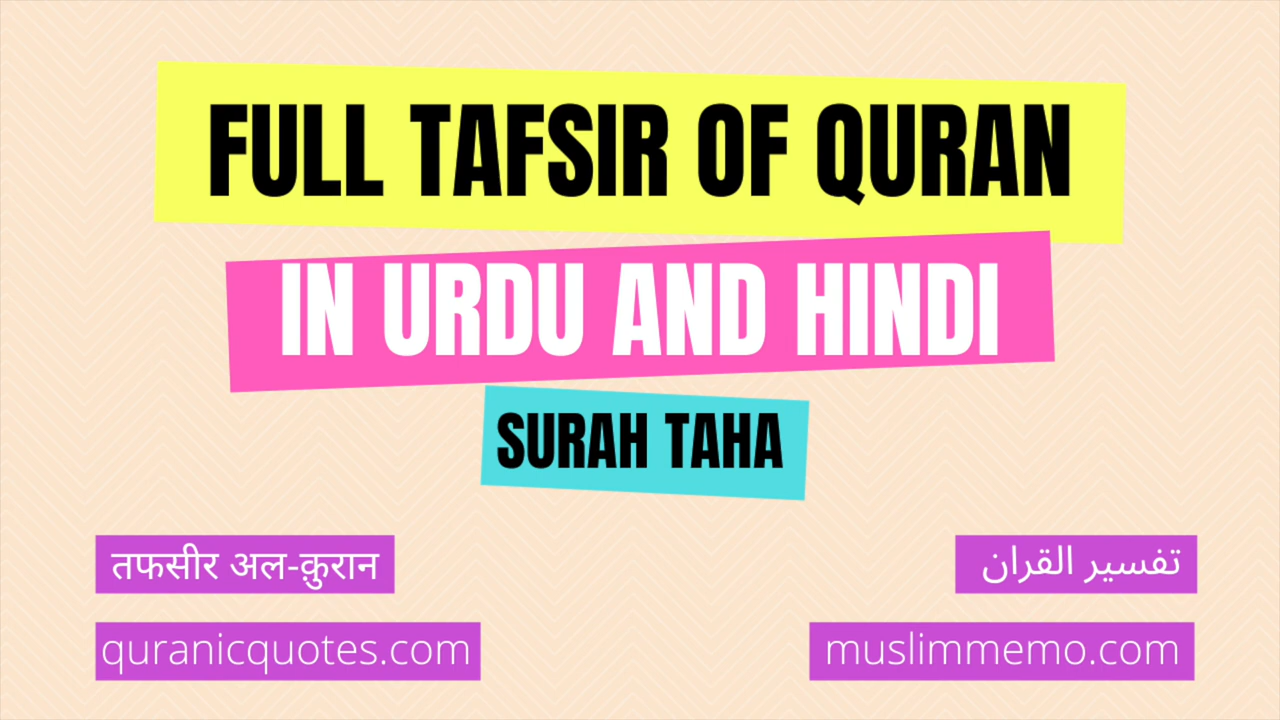 FULL TAFSIR OF QURAN
IN URDU AND HINDI
SURAH TAHA
तफसीर अल-क़ुरान
تفسير القران
quranicquotes.com
muslimmemo.com